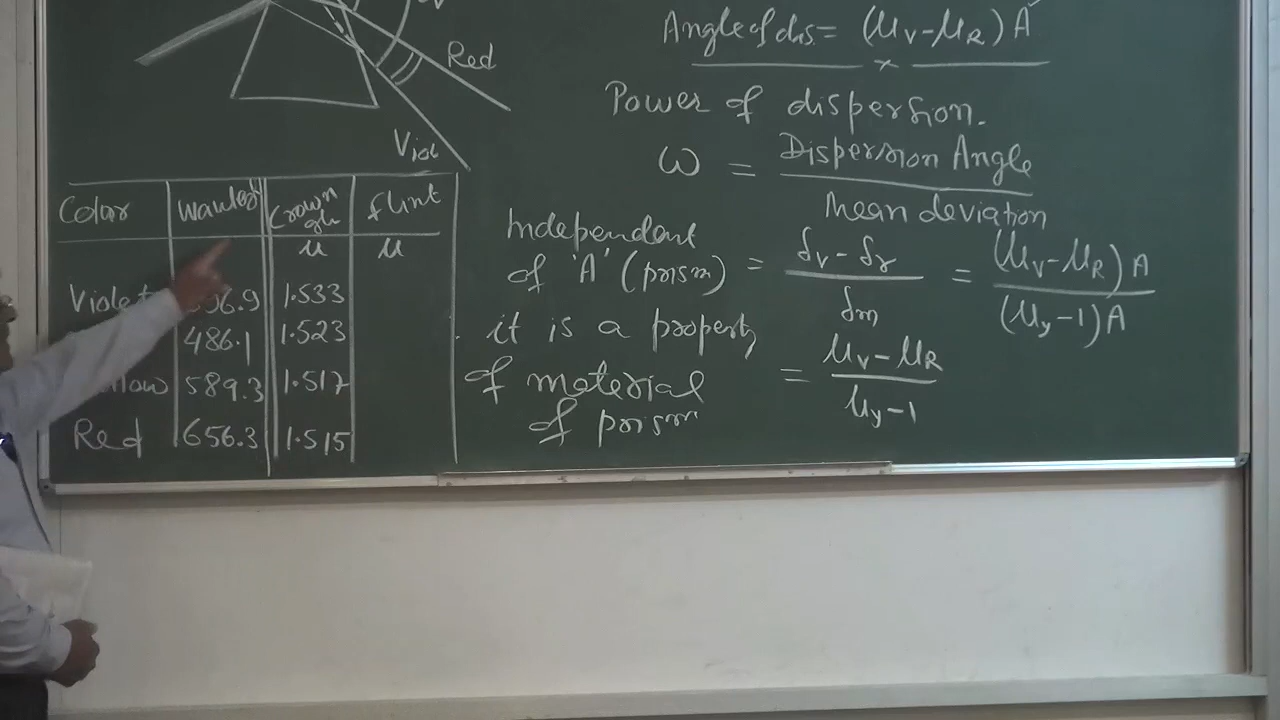 Red
Viol
Angle of dis = (μV - μR) A
Power of dispersion.
ω = Dispersion Angle
Mean deviation
Independent
of 'A' (prism) = δv - δr / δm = (μV - μR) A / (μy - 1) A
it is a property
of material
of prism
= μV - μR / μy - 1
Color Crown flint
μ μ
Violet 1.533
486.1 1.523
589.3 1.517
Red 656.3 1.515